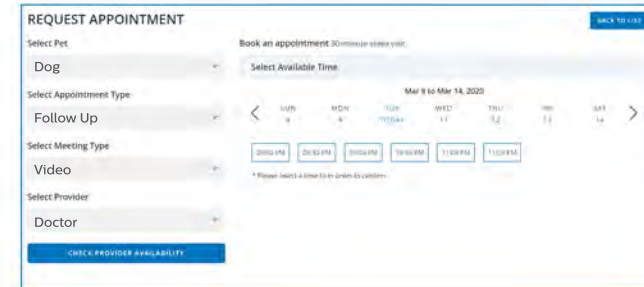 REQUEST APPOINTMENT
BACK TO LIST
Select Pet
Dog
Select Appointment Type
Follow Up
Select Meeting Type
Video
Select Provider
Doctor
CHECK PROVIDER AVAILABILITY
Book an appointment 30-minute video visit
Select Available Time
Mar 8 to Mar 14, 2020
SUN MON TUE WED THU FRI SAT
TODAY 11 12 13 14
* Please select a time to in order to confirm